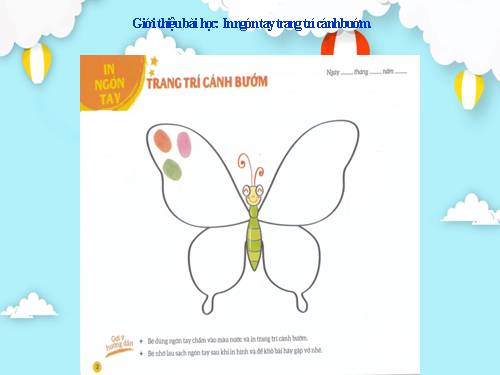 Giới thiệu bài học: In ngón tay trang trí cánh bướm.
IN
NGÓN
TAY
TRANG TRÍ CÁNH BƯỚM
Ngày ...... tháng ...... năm ......
Gợi ý
hướng dẫn
• Bé dùng ngón tay chấm vào màu nước và in trang trí cánh bướm.
• Bé nhớ lau sạch ngón tay sau khi in hình và để khô bài hãy gấp vở nhé.
2